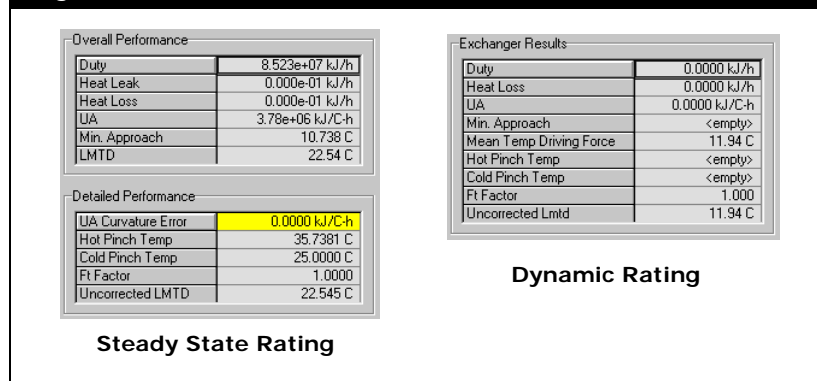 Overall Performance
Duty 8.523e+07 kJ/h
Heat Leak 0.000e-01 kJ/h
Heat Loss 0.000e-01 kJ/h
UA 3.78e+06 kJ/C-h
Min. Approach 10.738 C
LMTD 22.54 C
Detailed Performance
UA Curvature Error 0.0000 kJ/C-h
Hot Pinch Temp 35.7381 C
Cold Pinch Temp 25.0000 C
Ft Factor 1.0000
Uncorrected LMTD 22.545 C
Steady State Rating
Exchanger Results
Duty 0.0000 kJ/h
Heat Loss 0.0000 kJ/h
UA 0.0000 kJ/C-h
Min. Approach <empty>
Mean Temp Driving Force 11.94 C
Hot Pinch Temp <empty>
Cold Pinch Temp <empty>
Ft Factor 1.000
Uncorrected Lmtd 11.94 C
Dynamic Rating